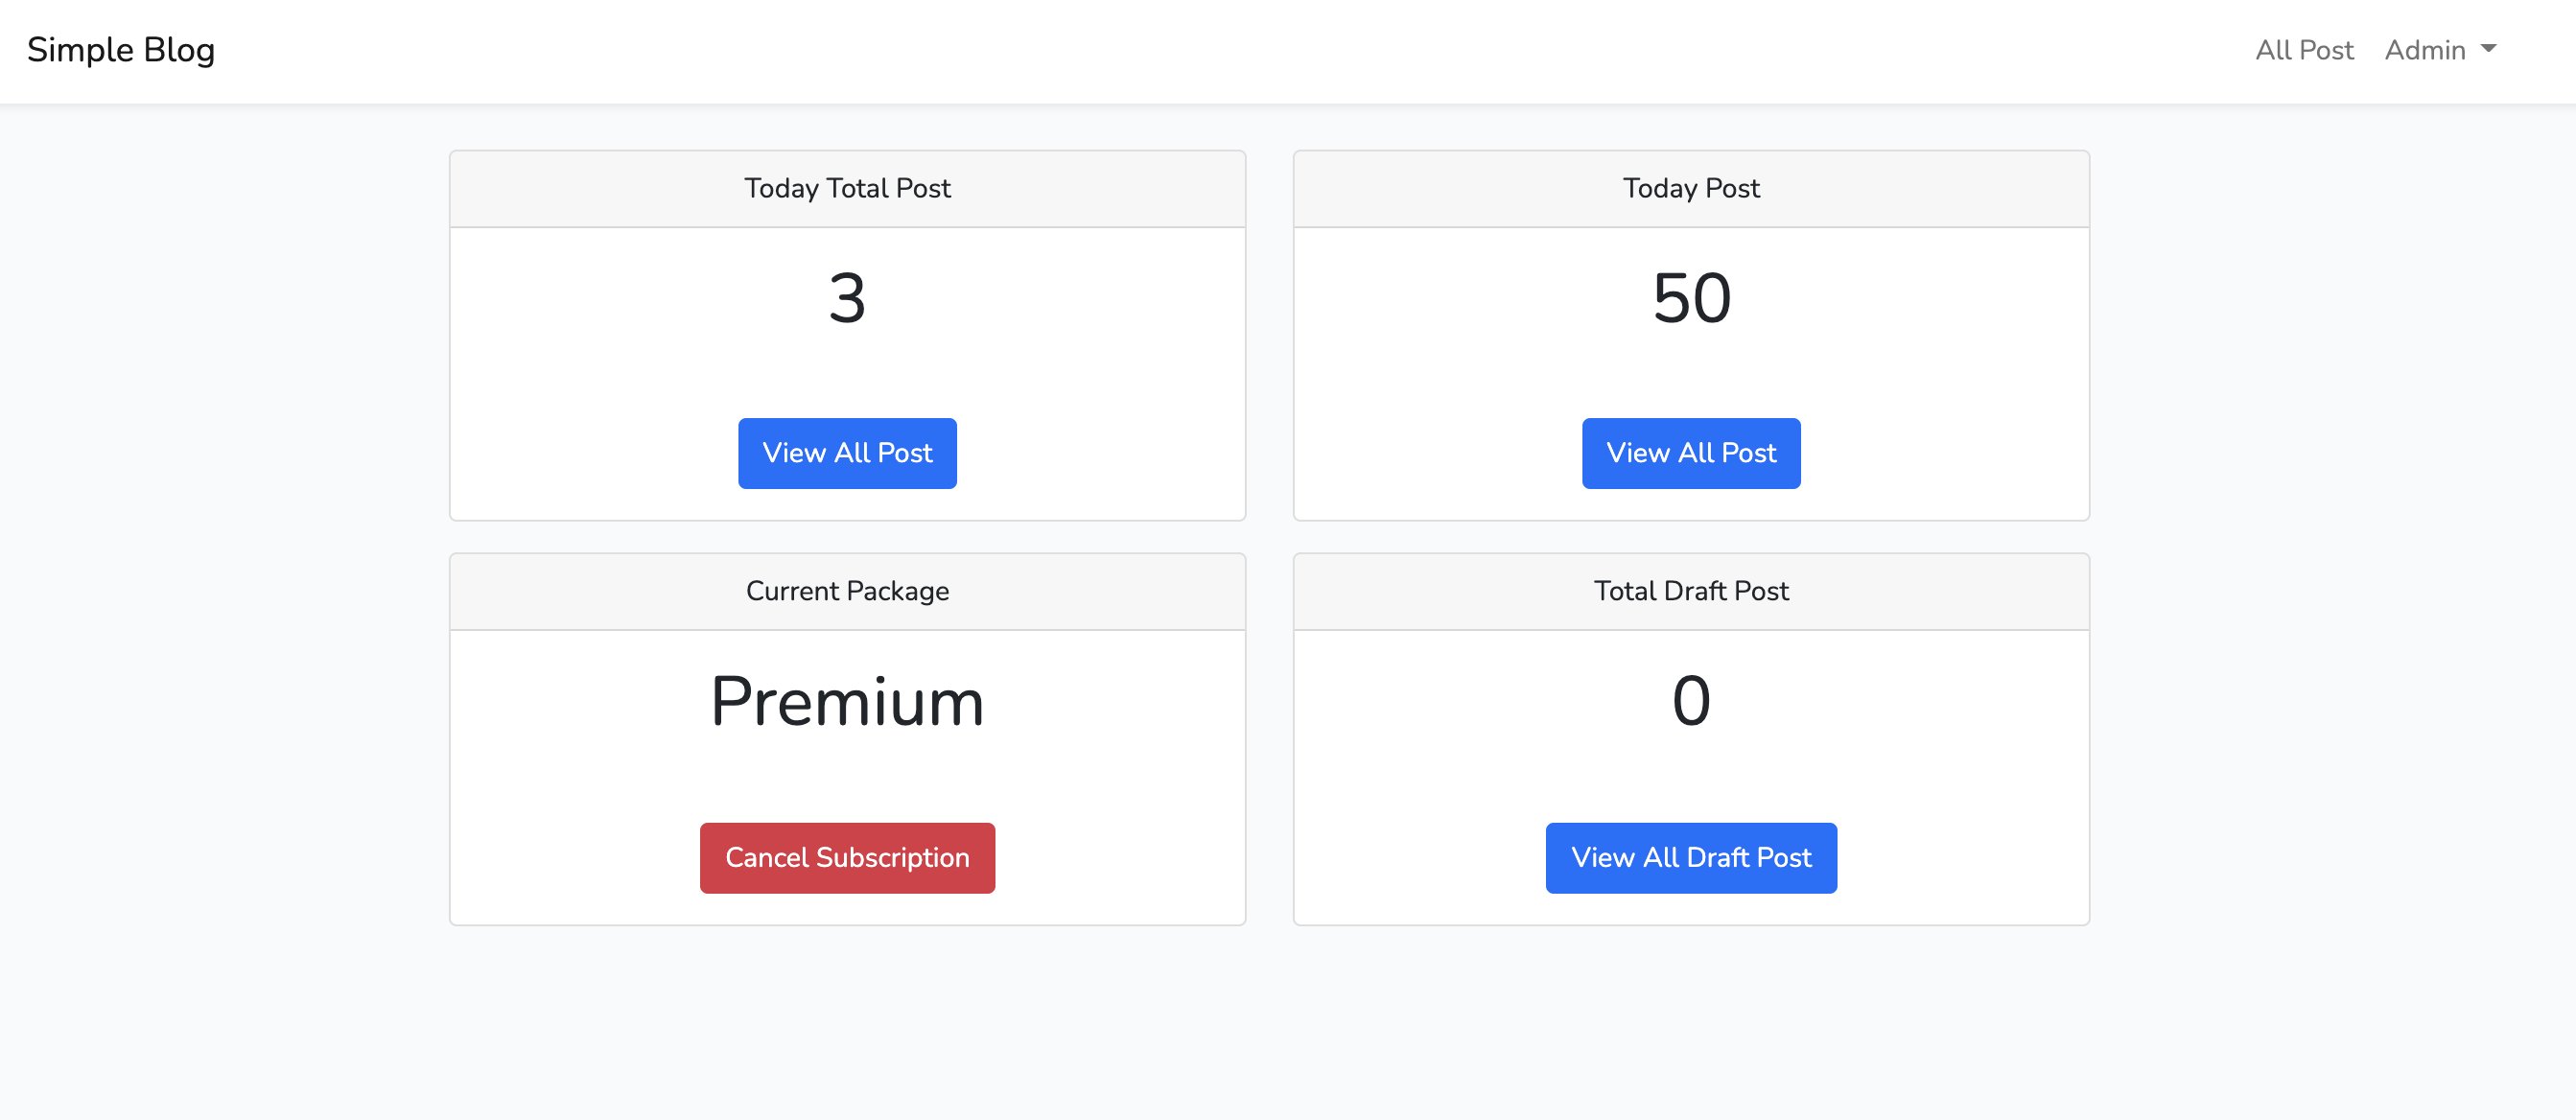 Simple Blog
All Post
Admin
Today Total Post
3
View All Post
Today Post
50
View All Post
Current Package
Premium
Cancel Subscription
Total Draft Post
0
View All Draft Post